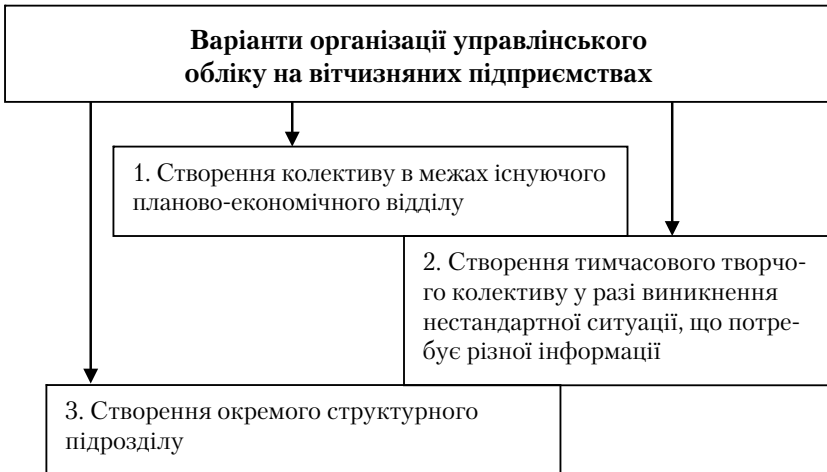 Варіанти організації управлінського
обліку на вітчизняних підприємствах
1. Створення колективу в межах існуючого
планово-економічного відділу
2. Створення тимчасового творчо-
го колективу у разі виникнення
нестандартної ситуації, що потре-
бує різної інформації
3. Створення окремого структурного
підрозділу